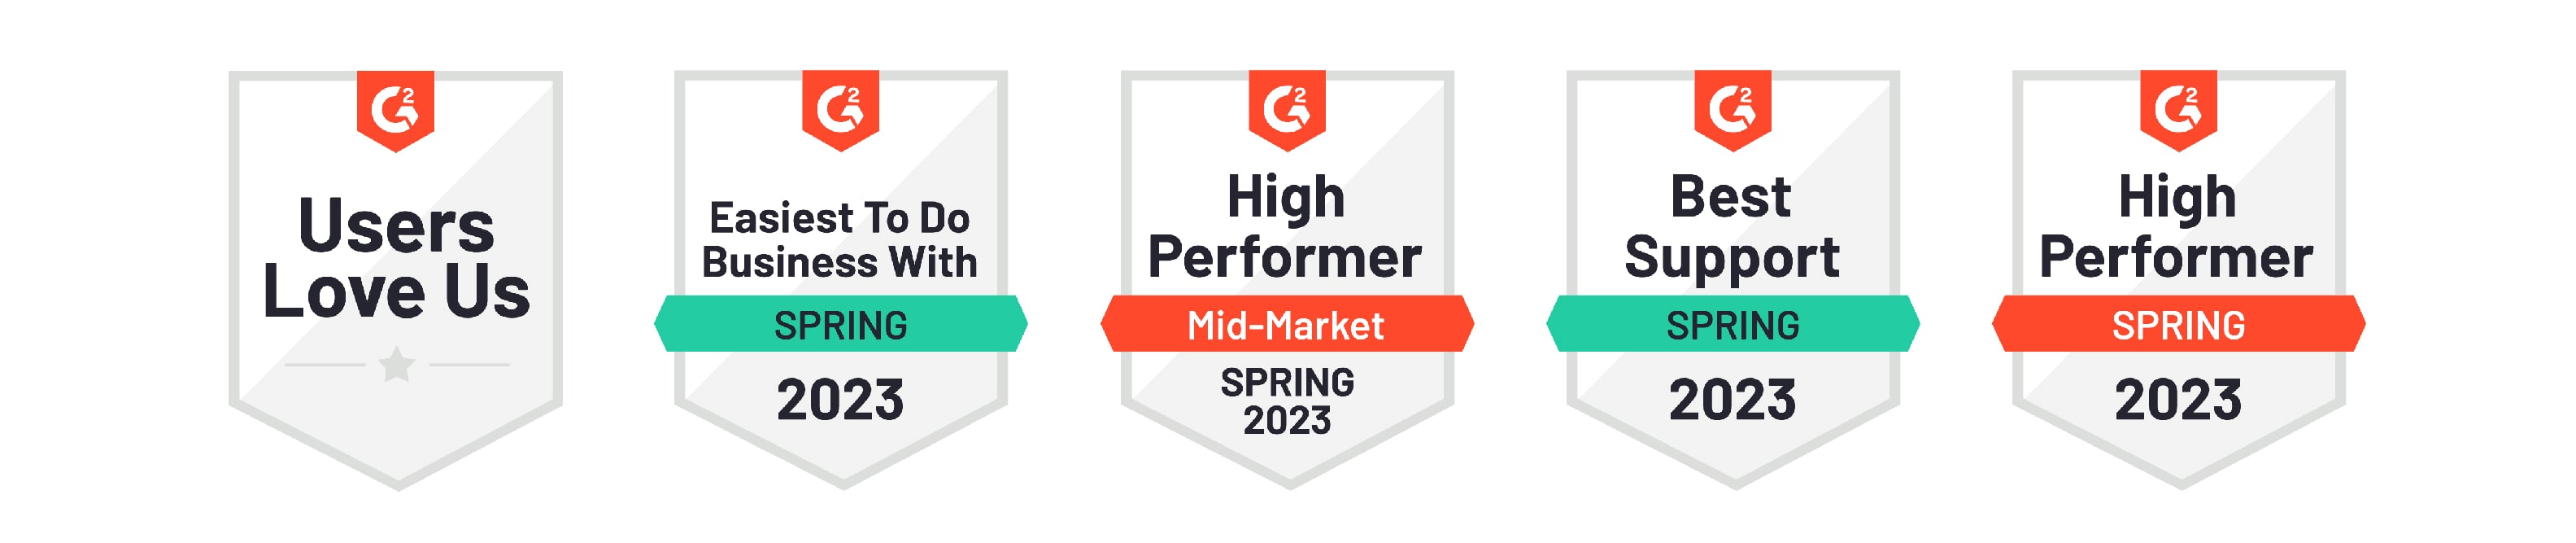 G2
Users
Love Us
G2
Easiest To Do
Business With
SPRING
2023
G2
High
Performer
Mid-Market
SPRING
2023
G2
Best
Support
SPRING
2023
G2
High
Performer
SPRING
2023